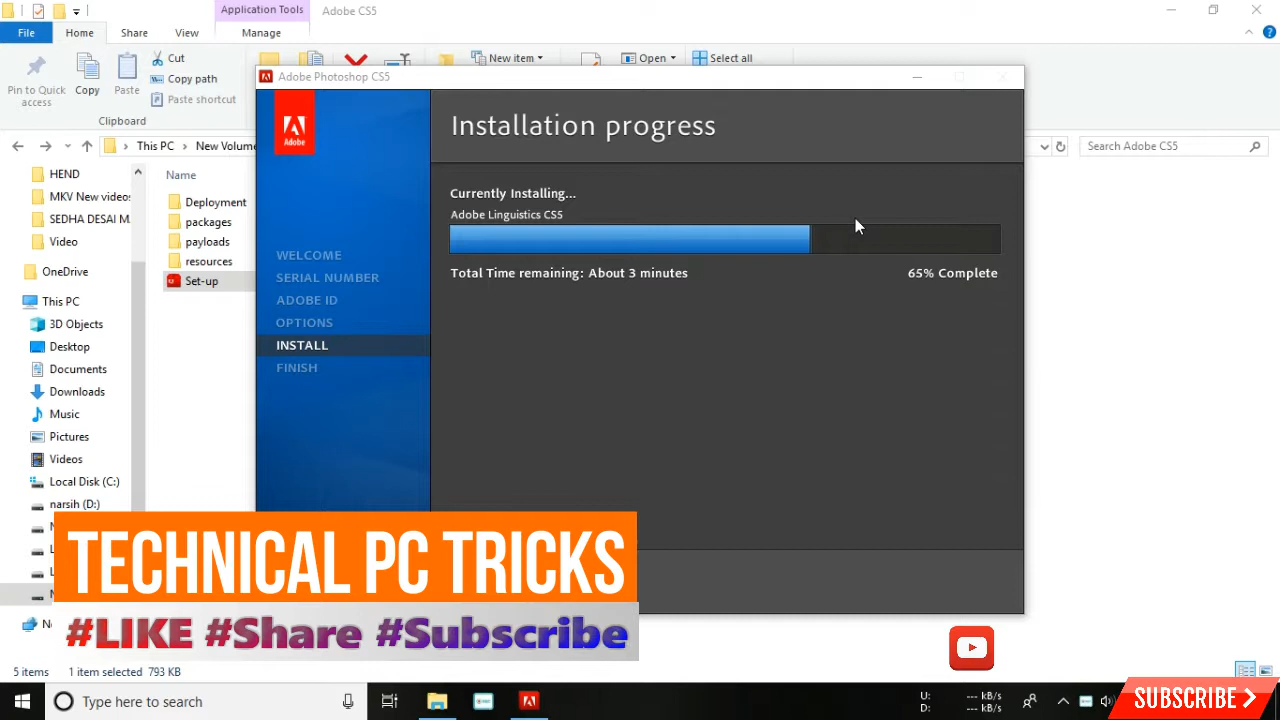 Application Tools
Adobe CS5
File
Home
Share
View
Manage
Pin to Quick
access
Copy
Paste
Cut
Copy path
Paste shortcut
Clipboard
New item
Open
Select all
This PC
New Volume
Search Adobe CS5
HEND
MKV New videos
SEDHA DESAI M
Video
OneDrive
This PC
3D Objects
Desktop
Documents
Downloads
Music
Pictures
Videos
Local Disk (C:)
narsih (D:)
Name
Deployment
packages
payloads
resources
Set-up
Adobe Photoshop CS5
Adobe
WELCOME
SERIAL NUMBER
ADOBE ID
OPTIONS
INSTALL
FINISH
Installation progress
Currently Installing...
Adobe Linguistics CS5
Total Time remaining: About 3 minutes
65% Complete
TECHNICAL PC TRICKS
#LIKE #Share #Subscribe
5 items
1 item selected 793 KB
Type here to search
U: --- kB/s
D: --- kB/s
SUBSCRIBE